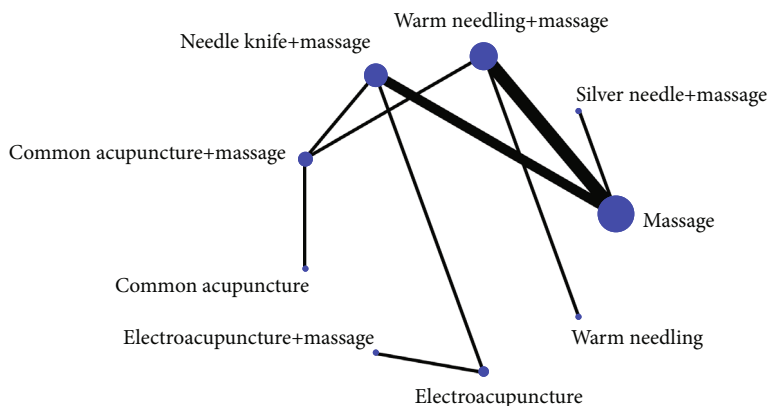 Warm needling+massage
Needle knife+massage
Silver needle+massage
Common acupuncture+massage
Massage
Common acupuncture
Electroacupuncture+massage
Warm needling
Electroacupuncture